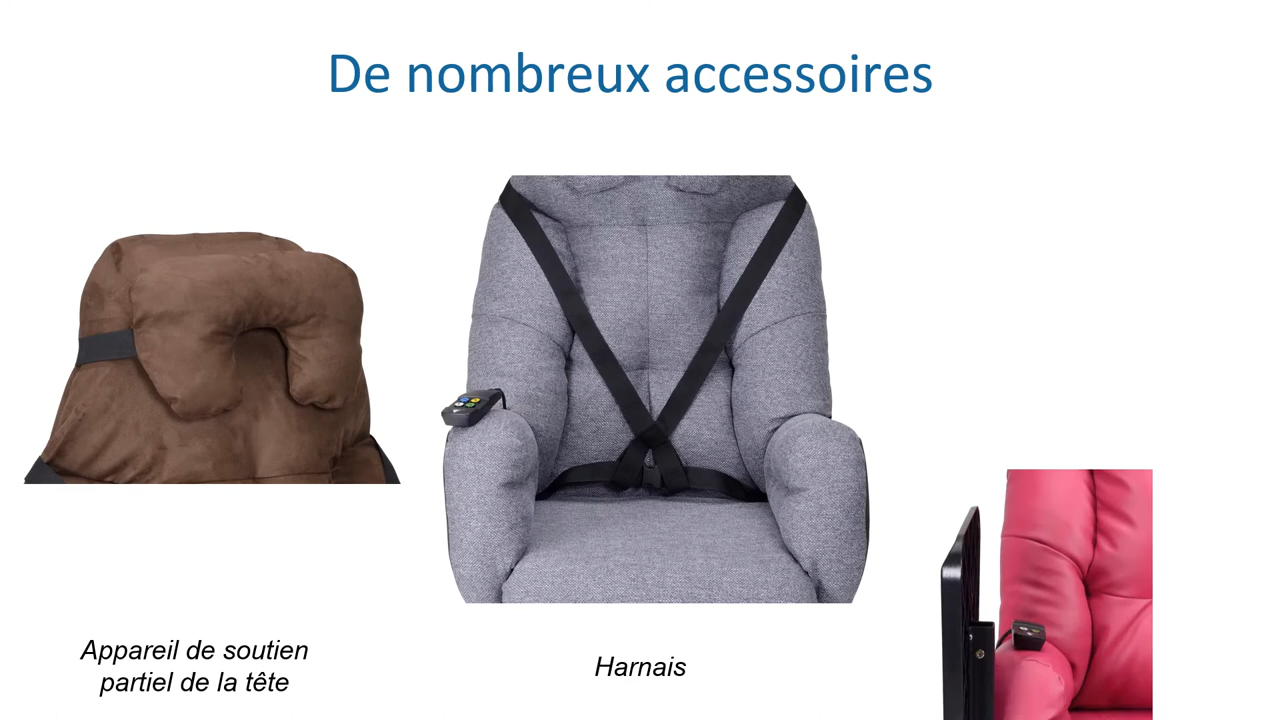 De nombreux accessoires
Appareil de soutien
partiel de la tête
Harnais